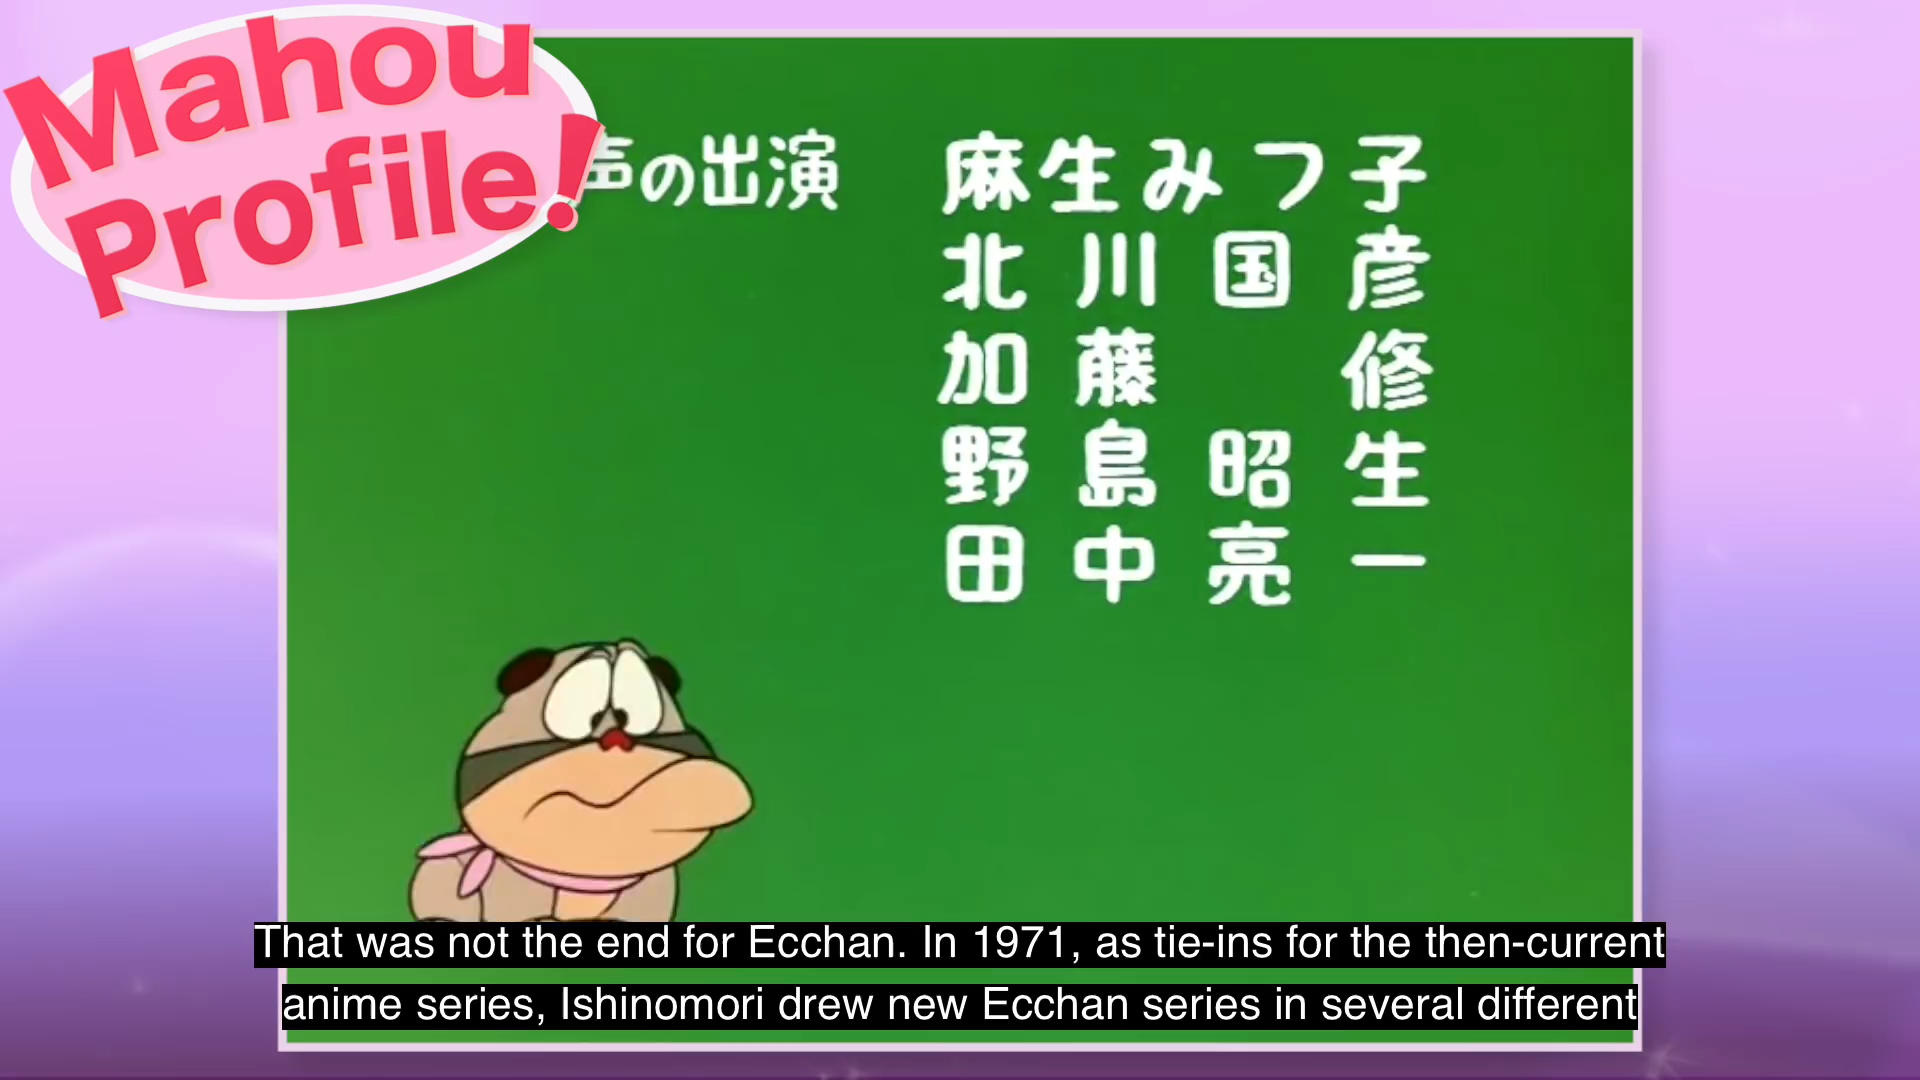 Mahou
Profile!
声の出演 麻生みつ子
北川国彦
加藤 修
野島昭生
田中亮一
That was not the end for Ecchan. In 1971, as tie-ins for the then-current
anime series, Ishinomori drew new Ecchan series in several different